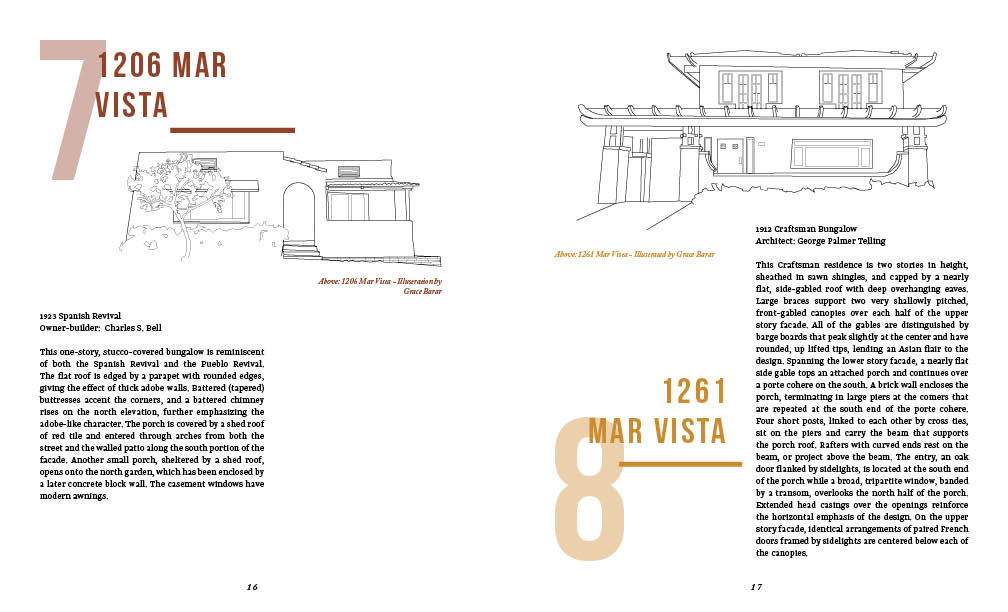 7
1206 MAR
VISTA
Above: 1206 Mar Vista - Illustration by
Grace Barar
1923 Spanish Revival
Owner-builder: Charles S. Bell
This one-story, stucco-covered bungalow is reminiscent
of both the Spanish Revival and the Pueblo Revival.
The flat roof is edged by a parapet with rounded edges,
giving the effect of thick adobe walls. Battered (tapered)
buttresses accent the corners, and a battered chimney
rises on the north elevation, further emphasizing the
adobe-like character. The porch is covered by a shed roof
of red tile and entered through arches from both the
street and the walled patio along the south portion of the
facade. Another small porch, sheltered by a shed roof,
opens onto the north garden, which has been enclosed by
a later concrete block wall. The casement windows have
modern awnings.
16
Above: 1261 Mar Vista - Illustrated by Grace Barar
1261
MAR VISTA
8
1912 Craftsman Bungalow
Architect: George Palmer Telling
This Craftsman residence is two stories in height,
sheathed in sawn shingles, and capped by a nearly
flat, side-gabled roof with deep overhanging eaves.
Large braces support two very shallowly pitched,
front-gabled canopies over each half of the upper
story facade. All of the gables are distinguished by
barge boards that peak slightly at the center and have
rounded, up lifted tips, lending an Asian flair to the
design. Spanning the lower story facade, a nearly flat
side gable tops an attached porch and continues over
a porte cohere on the south. A brick wall encloses the
porch, terminating in large piers at the corners that
are repeated at the south end of the porte cohere.
Four short posts, linked to each other by cross ties,
sit on the piers and carry the beam that supports
the porch roof. Rafters with curved ends rest on the
beam, or project above the beam. The entry, an oak
door flanked by sidelights, is located at the south end
of the porch while a broad, tripartite window, banded
by a transom, overlooks the north half of the porch.
Extended head casings over the openings reinforce
the horizontal emphasis of the design. On the upper
story facade, identical arrangements of paired French
doors framed by sidelights are centered below each of
the canopies.
17